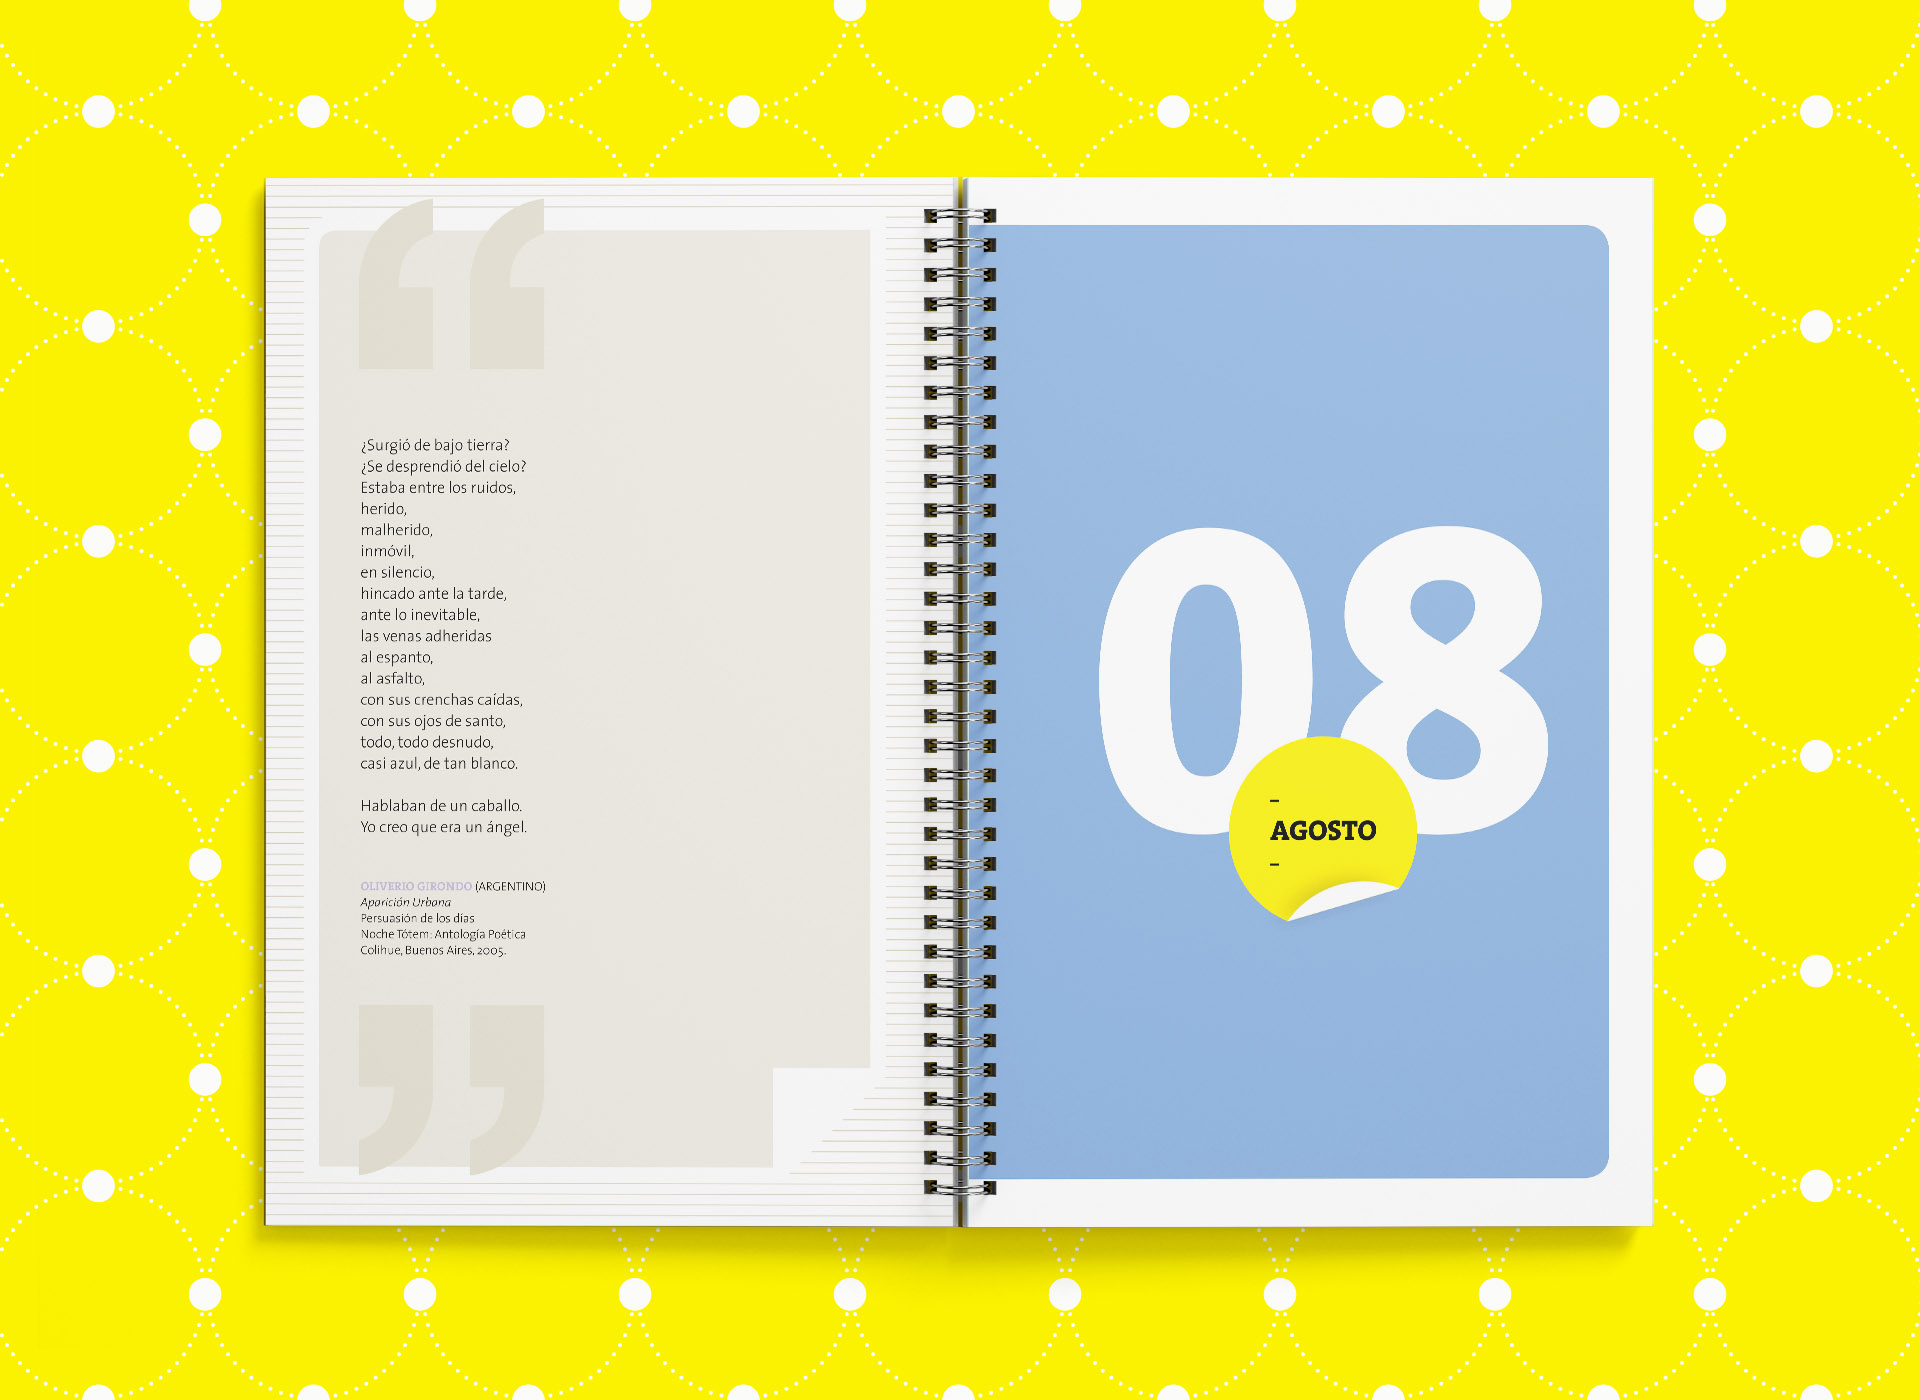 ¿Surgió de bajo tierra?
¿Se desprendió del cielo?
Estaba entre los ruidos,
herido,
malherido,
inmóvil,
en silencio,
hincado ante la tarde,
ante lo inevitable,
las venas adheridas
al espanto,
al asfalto,
con sus crenchas caídas,
con sus ojos de santo,
todo, todo desnudo,
casi azul, de tan blanco.
Hablaban de un caballo.
Yo creo que era un ángel.
OLIVERIO GIRONDO (ARGENTINO)
Aparición Urbana
Persuasión de los días
Noche Tótem: Antología Poética
Colihue, Buenos Aires, 2005.
08
AGOSTO